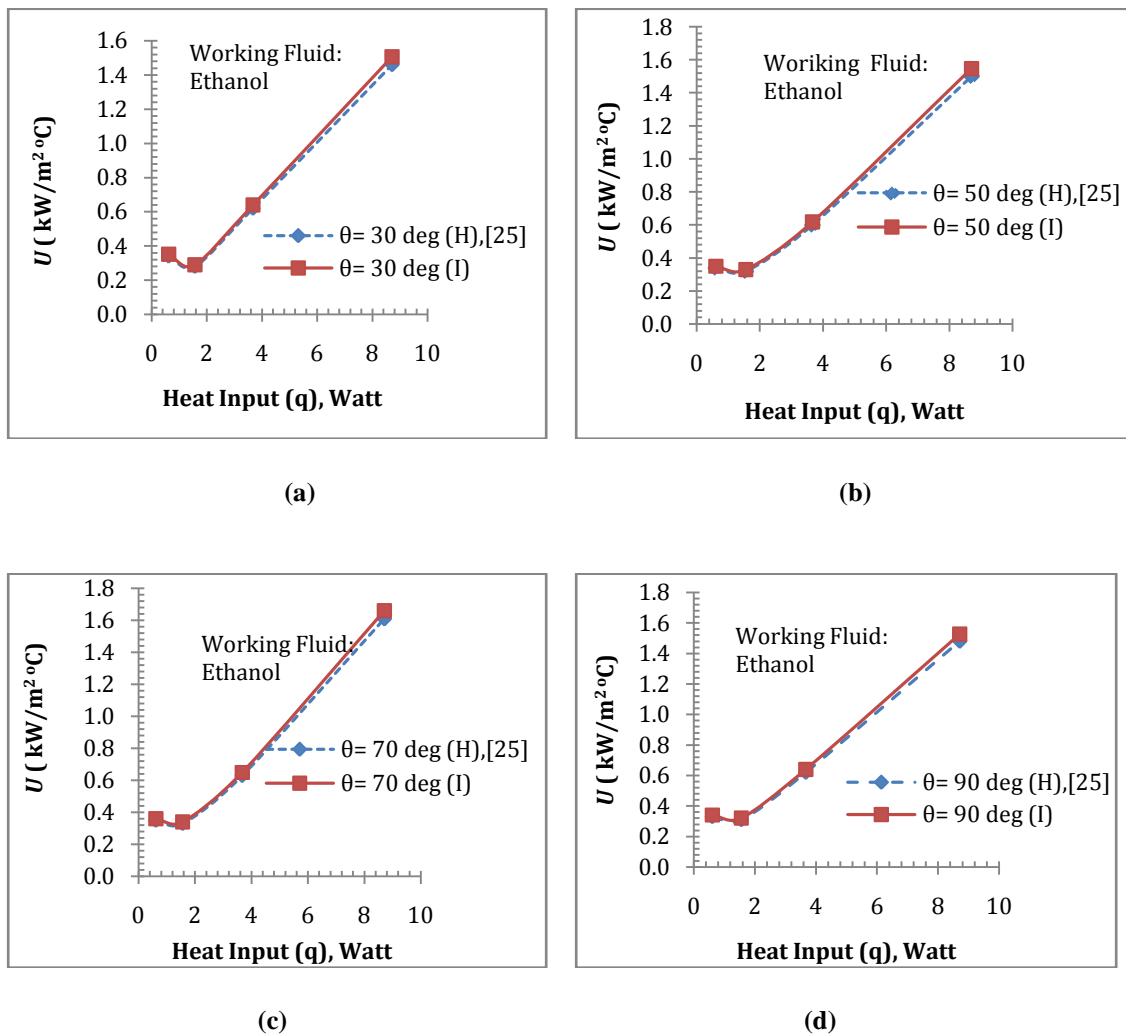 1.6
1.4
1.2
1.0
0.8
0.6
0.4
0.2
0.0
U ( kW/m² ºC)
Working Fluid:
Ethanol
θ= 30 deg (H),[25]
θ= 30 deg (I)
0 2 4 6 8 10
Heat Input (q), Watt
(a)
1.8
1.6
1.4
1.2
1.0
0.8
0.6
0.4
0.2
0.0
U ( kW/m² ºC)
Woriking Fluid:
Ethanol
θ= 50 deg (H),[25]
θ= 50 deg (I)
0 2 4 6 8 10
Heat Input (q), Watt
(b)
1.8
1.6
1.4
1.2
1.0
0.8
0.6
0.4
0.2
0.0
U ( kW/m² ºC)
Working Fluid:
Ethanol
θ= 70 deg (H),[25]
θ= 70 deg (I)
0 2 4 6 8 10
Heat Input (q), Watt
(c)
1.8
1.6
1.4
1.2
1.0
0.8
0.6
0.4
0.2
0.0
U ( kW/m² ºC)
Working Fluid:
Ethanol
θ= 90 deg (H),[25]
θ= 90 deg (I)
0 2 4 6 8 10
Heat Input (q), Watt
(d)